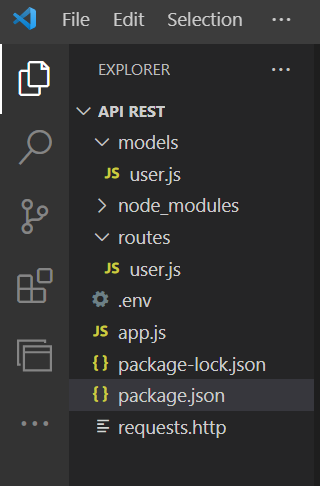 File Edit Selection ···
EXPLORER ···
API REST
models
JS user.js
node_modules
routes
JS user.js
.env
JS app.js
{} package-lock.json
{} package.json
requests.http